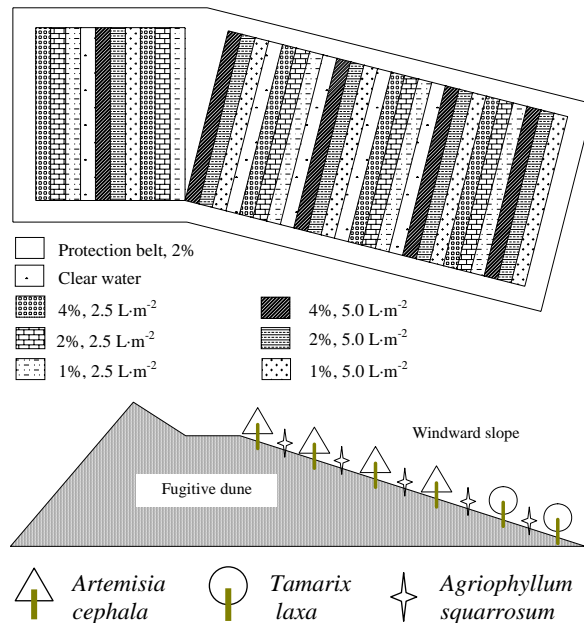 Protection belt, 2%
Clear water
4%, 2.5 L·m-2
4%, 5.0 L·m-2
2%, 2.5 L·m-2
2%, 5.0 L·m-2
1%, 2.5 L·m-2
1%, 5.0 L·m-2
Windward slope
Fugitive dune
Artemisia
cephala
Tamarix
laxa
Agriophyllum
squarrosum